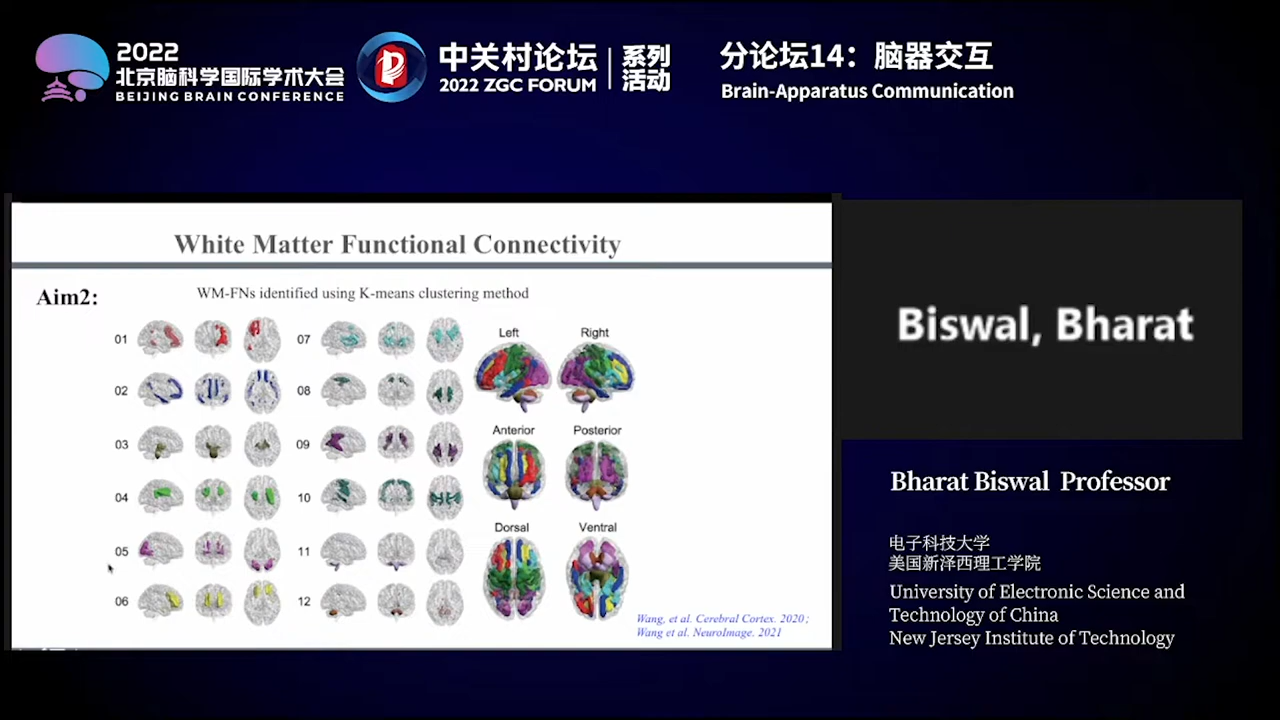 2022
北京脑科学国际学术大会
BEIJING BRAIN CONFERENCE
中关村论坛
2022 ZGC FORUM
系列
活动
分论坛14：脑器交互
Brain-Apparatus Communication
White Matter Functional Connectivity
Aim2:
WM-FNs identified using K-means clustering method
01
02
03
04
05
06
07
08
09
10
11
12
Left
Right
Anterior
Posterior
Dorsal
Ventral
Wang, et al. Cerebral Cortex. 2020;
Wang et al. NeuroImage. 2021
Biswal, Bharat
Bharat Biswal Professor
电子科技大学
美国新泽西理工学院
University of Electronic Science and
Technology of China
New Jersey Institute of Technology